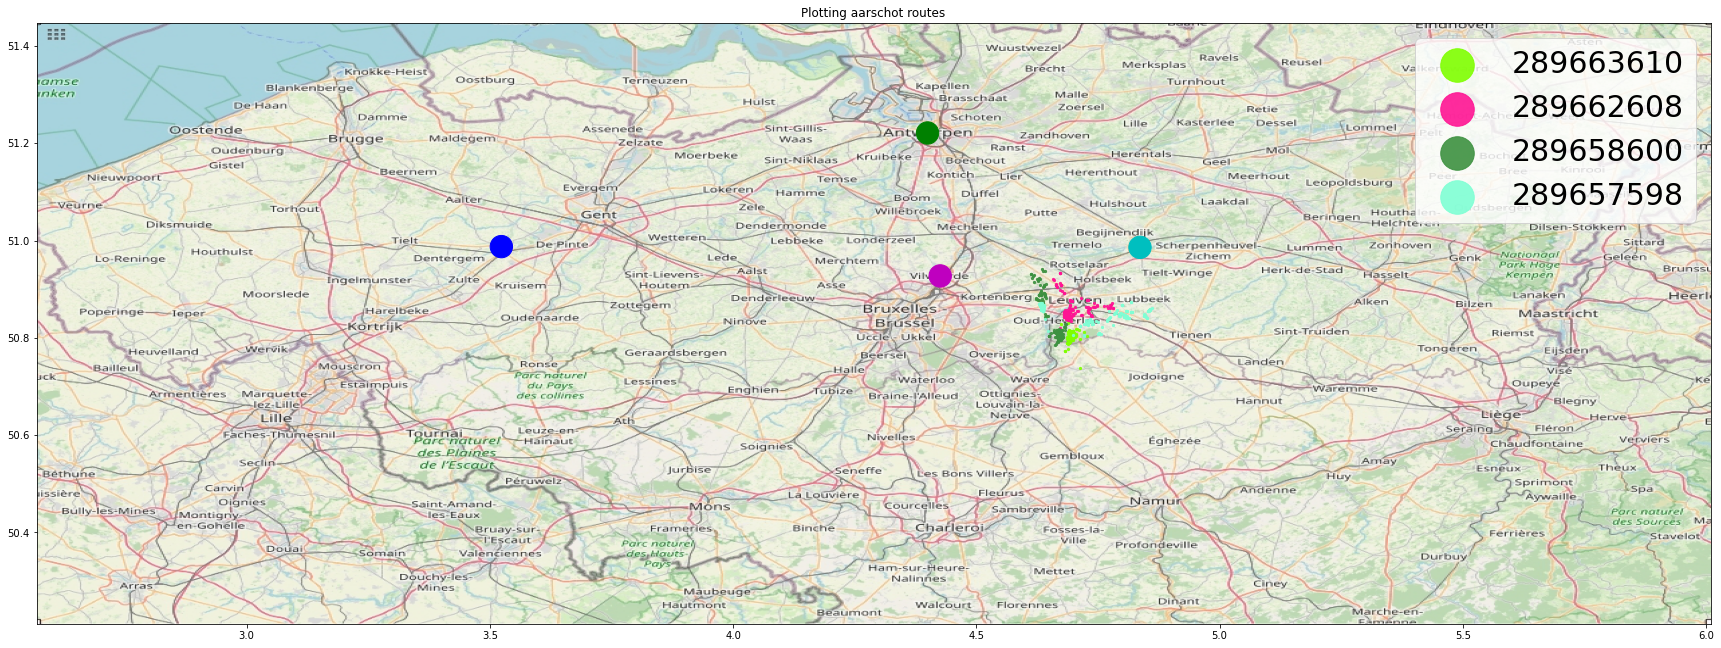 Plotting aarschot routes
289663610
289662608
289658600
289657598
51.4
51.2
51.0
50.8
50.6
50.4
3.0 3.5 4.0 4.5 5.0 5.5 6.0
Wuustwezel
Ravels
Merksplas
Reusel
Knokke-Heist
Oostburg
Terneuzen
Brecht
Turnhout
Blankenberge
Kapellen
Malle
De Haan
Hulst
Brasschaat
Zoersel
Retie
Damme
Schoten
Lille
Kasterlee
Dessel
Lommel
Oostende
Brugge
Maldegem
Assenede
Sint-Gillis-
Waas
Zandhoven
Zelzate
Oudenburg
Gistel
Moerbeke
Sint-Niklaas
Kruibeke
Boechout
Ranst
Herentals
Geel
Mol
Nieuwpoort
Beernem
Temse
Kontich
Lier
Herenthout
Meerhout
Leopoldsburg
Evergem
Lokeren
Hamme
Boom
Duffel
Veurne
Torhout
Aalter
Zele
Willebroek
Putte
Hulshout
Laakdal
Beringen
Diksmuide
Gent
Dendermonde
Mechelen
Begijnendijk
Tielt
De Pinte
Wetteren
Lebbeke
Londerzeel
Tremelo
Scherpenheuvel-
Zichem
Lummen
Zonhoven
Dilsen-Stokkem
Sittard
Lo-Reninge
Houthulst
Dentergem
Lede
Merchtem
Rotselaar
Genk
Nationaal
Park Hoge
Kempen
Geleen
Ingelmunster
Zulte
Kruisem
Sint-Lievens-
Houtem
Aalst
Asse
Holsbeek
Tielt-Winge
Herk-de-Stad
Hasselt
Moorslede
Denderleeuw
Kortenberg
Leuven
Lubbeek
Alken
Bilzen
Lanaken
Poperinge
Ieper
Harelbeke
Oudenaarde
Zottegem
Ninove
Bruxelles
Brussel
Maastricht
Kortrijk
Uccle - Ukkel
Tienen
Sint-Truiden
Riemst
Heuvelland
Wervik
Geraardsbergen
Beersel
Overijse
Tongeren
Eijsden
Bailleul
Mouscron
Ronse
Halle
Landen
Visé
Estaimpuis
Parc naturel
du Pays
des collines
Lessines
Waterloo
Wavre
Jodoigne
Oupeye
Armentières
Marquette-
lez-Lille
Enghien
Tubize
Braine-l'Alleud
Ottignies-
Louvain-la-
Neuve
Hannut
Waremme
Blegny
Lille
Ath
Liège
Herve
Faches-Thumesnil
Tournai
Leuze-en-
Hainaut
Nivelles
Éghezée
Seraing
Fléron
Verviers
Parc naturel
des Plaines
de l'Escaut
Soignies
Gembloux
Chaudfontaine
Béthune
Seclin
Jurbise
Seneffe
Les Bons Villers
Amay
Esneux
Theux
Carvin
Péruwelz
La Louvière
Fleurus
Andenne
Huy
Sprimont
Spa
Oignies
Saint-Amand-
les-Eaux
Mons
Courcelles
Sambreville
Namur
Aywaille
Bully-les-Mines
Montigny-
en-Gohelle
Bruay-sur-
l'Escaut
Frameries
Binche
Charleroi
Fosses-la-
Ville
Ferrières
Parc naturel
des Sources
Stavelot
Douai
Somain
Valenciennes
Parc naturel
des Hauts
Pays
Profondeville
Durbuy
Arras
Douchy-les-
Mines
Ham-sur-Heure-
Nalinnes
Mettet
Ciney
Maubeuge
Hautmont
Beaumont
Walcourt
Florennes
Dinant
Marche-en-